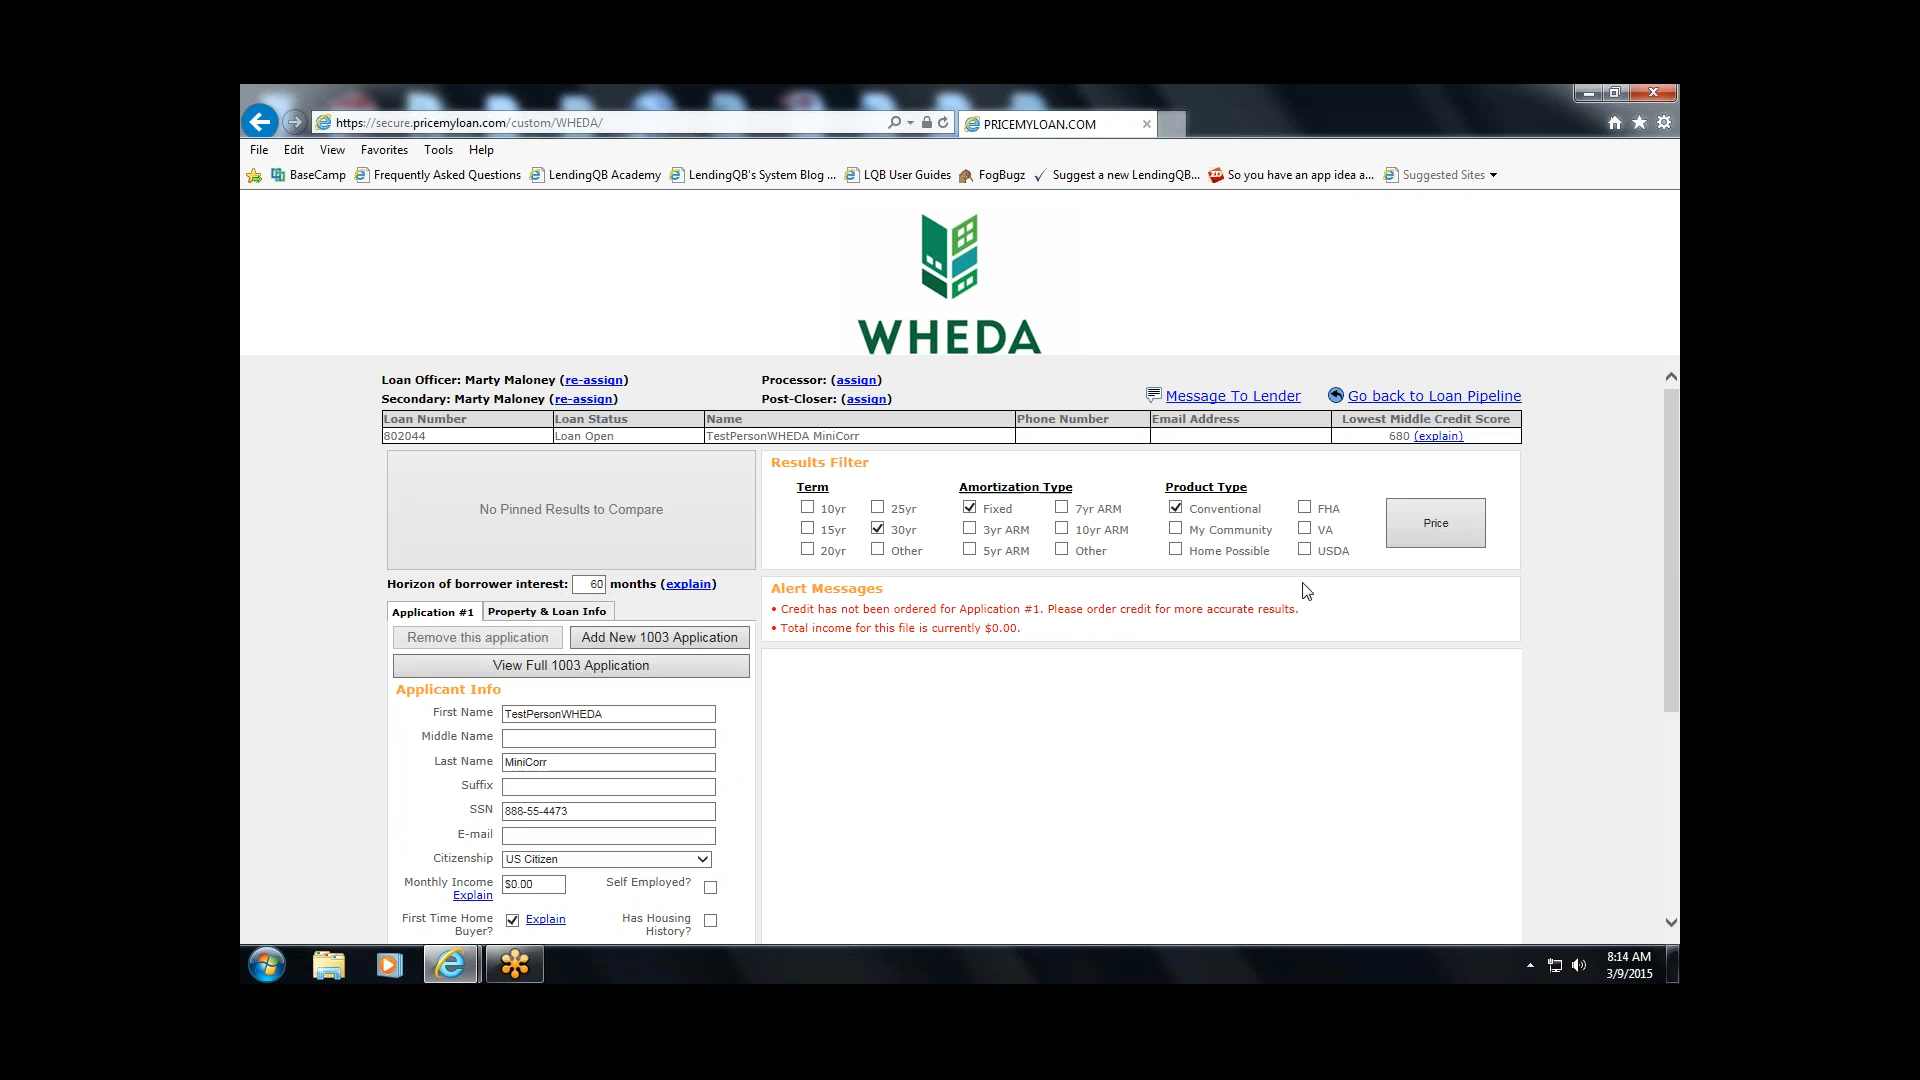 https://secure.pricemyloan.com/custom/WHEDA/
PRICEMYLOAN.COM
File Edit View Favorites Tools Help
BaseCamp Frequently Asked Questions LendingQB Academy LendingQB's System Blog ... LQB User Guides FogBugz Suggest a new LendingQB... So you have an app idea a... Suggested Sites
WHEDA
Loan Officer: Marty Maloney (re-assign) Processor: (assign)
Secondary: Marty Maloney (re-assign) Post-Closer: (assign)
Message To Lender Go back to Loan Pipeline
Loan Number Loan Status Name Phone Number Email Address Lowest Middle Credit Score
802044 Loan Open TestPersonWHEDA MiniCorr 680 (explain)
No Pinned Results to Compare
Results Filter
Term Amortization Type Product Type
10yr 25yr Fixed 7yr ARM Conventional FHA
15yr 30yr 3yr ARM 10yr ARM My Community VA
20yr Other 5yr ARM Other Home Possible USDA
Price
Horizon of borrower interest: 60 months (explain)
Alert Messages
• Credit has not been ordered for Application #1. Please order credit for more accurate results.
• Total income for this file is currently $0.00.
Application #1 Property & Loan Info
Remove this application Add New 1003 Application
View Full 1003 Application
Applicant Info
First Name TestPersonWHEDA
Middle Name
Last Name MiniCorr
Suffix
SSN 888-55-4473
E-mail
Citizenship US Citizen
Monthly Income $0.00 Self Employed?
Explain
First Time Home Buyer? Explain Has Housing History?
8:14 AM
3/9/2015